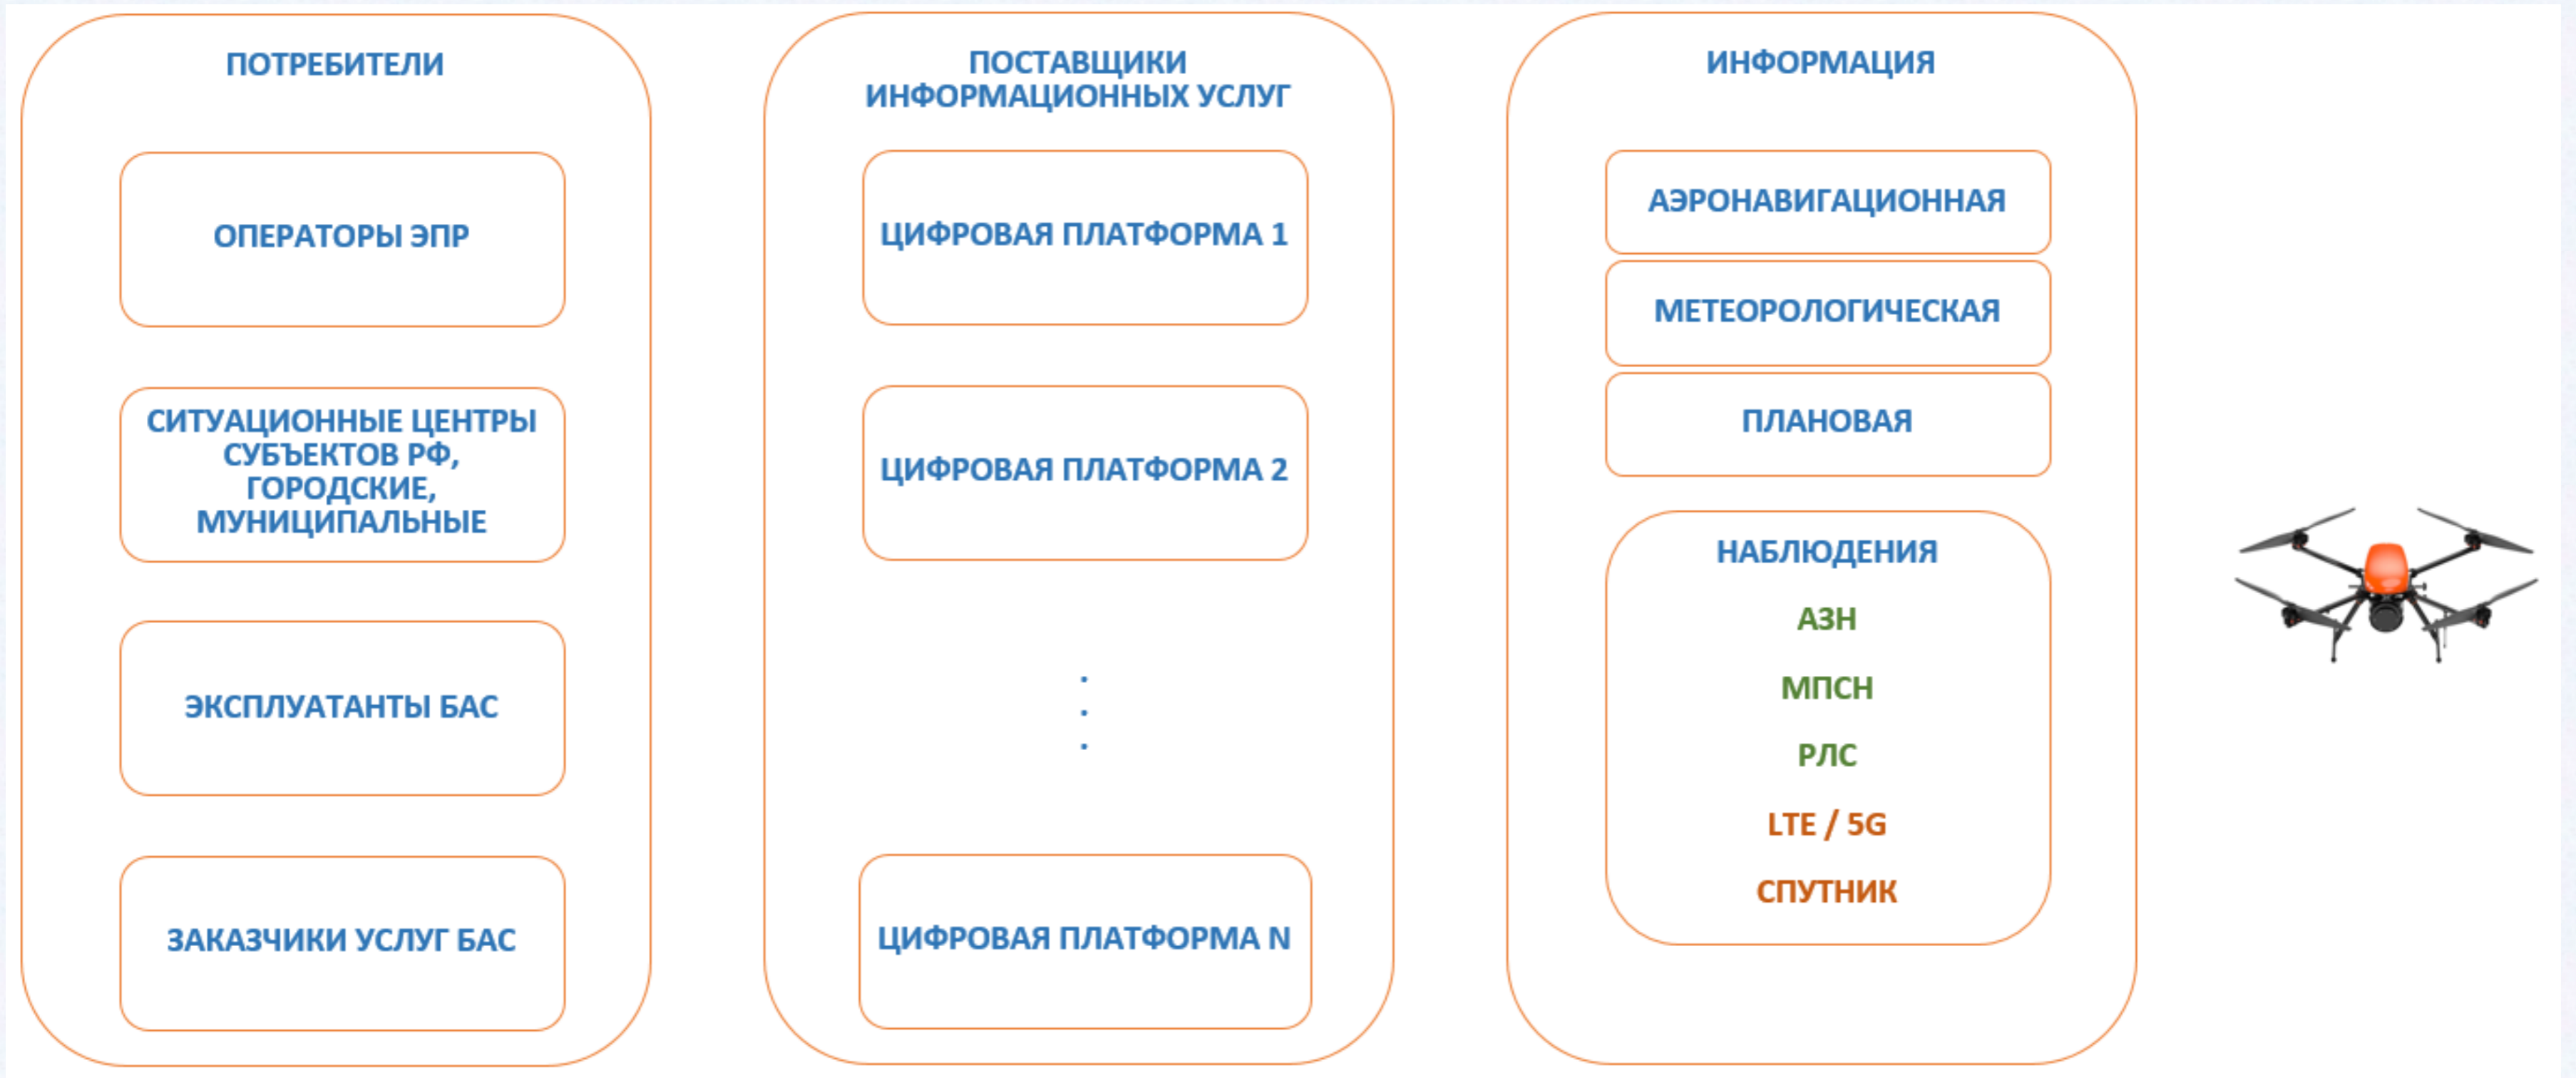 ПОТРЕБИТЕЛИ
ОПЕРАТОРЫ ЭПР
СИТУАЦИОННЫЕ ЦЕНТРЫ
СУБЪЕКТОВ РФ,
ГОРОДСКИЕ,
МУНИЦИПАЛЬНЫЕ
ЭКСПЛУАТАНТЫ БАС
ЗАКАЗЧИКИ УСЛУГ БАС
ПОСТАВЩИКИ
ИНФОРМАЦИОННЫХ УСЛУГ
ЦИФРОВАЯ ПЛАТФОРМА 1
ЦИФРОВАЯ ПЛАТФОРМА 2
.
.
.
ЦИФРОВАЯ ПЛАТФОРМА N
ИНФОРМАЦИЯ
АЭРОНАВИГАЦИОННАЯ
МЕТЕОРОЛОГИЧЕСКАЯ
ПЛАНОВАЯ
НАБЛЮДЕНИЯ
АЗН
МПСН
РЛС
LTE / 5G
СПУТНИК